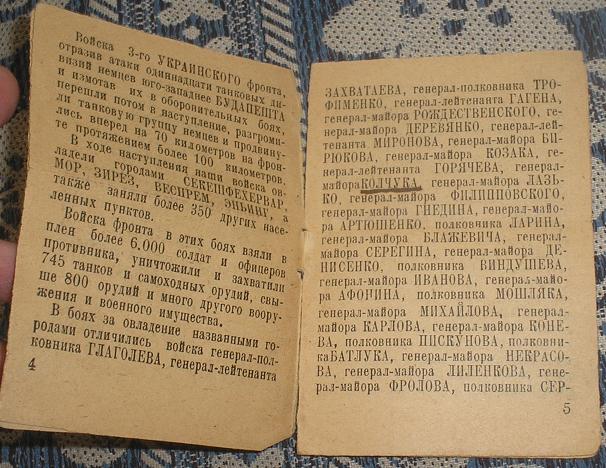 Войска 3-го УКРАИНСКОГО фронта,
отразив атаки одиннадцати танковых ди-
визий немцев юго-западнее БУДАПЕШТА
и измотав их в оборонительных боях,
перешли потом в наступление, разгроми-
ли танковую группу немцев и продвину-
лись вперед на 70 километров на фрон-
те протяжением более 100 километров.
В ходе наступления наши войска ов-
ладели городами СЕКЕШФЕХЕРВАР,
МОР, ЗИРЕЗ, ВЕСПРЕМ, ЭНЬИНГ, а
также заняли более 350 других насе-
ленных пунктов.
Войска фронта в этих боях взяли в
плен более 6.000 солдат и офицеров
противника, уничтожили и захватили
745 танков и самоходных орудий, свы-
ше 800 орудий и много другого воору-
жения и военного имущества.
В боях за овладение названными го-
родами отличились войска генерал-пол-
ковника ГЛАГОЛЕВА, генерал-лейтенанта
4
ЗАХВАТАЕВА, генерал-полковника ТРО-
ФИМЕНКО, генерал-лейтенанта ГАГЕНА,
генерал-майора РОЖДЕСТВЕНСКОГО, ге-
нерал-майора ДЕРЕВЯНКО, генерал-лей-
тенанта МИРОНОВА, генерал-майора БИ-
РЮКОВА, генерал-майора КОЗАКА, ге-
нерал-лейтенанта ГОРЯЧЕВА, генерал-
майора КОЛЧУКА, генерал-майора ЛАЗЬ-
КО, генерал-майора ФИЛИППОВСКОГО,
генерал-майора ГНЕДИНА, генерал-майо-
ра АРТЮШЕНКО, полковника ЛАРИНА,
генерал-майора БЛАЖЕВИЧА, генерал-
майора СЕРЕГИНА, генерал-майора ДЕ-
НИСЕНКО, полковника ВИНДУШЕВА,
генерал-майора ИВАНОВА, генерал-майо-
ра АФОНИНА, полковника МОШЛЯКА,
генерал-майора МИХАЙЛОВА, генерал-
майора КАРЛОВА, генерал-майора КОНЕ-
ВА, полковника ПИСКУНОВА, полковни-
ка БАТЛУКА, генерал-майора НЕКРАСО-
ВА, генерал-майора ЛИЛЕНКОВА, гене-
рал-майора ФРОЛОВА, полковника СЕР-
5